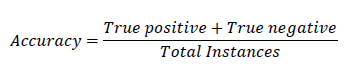 Accuracy = True positive + True negative / Total Instances